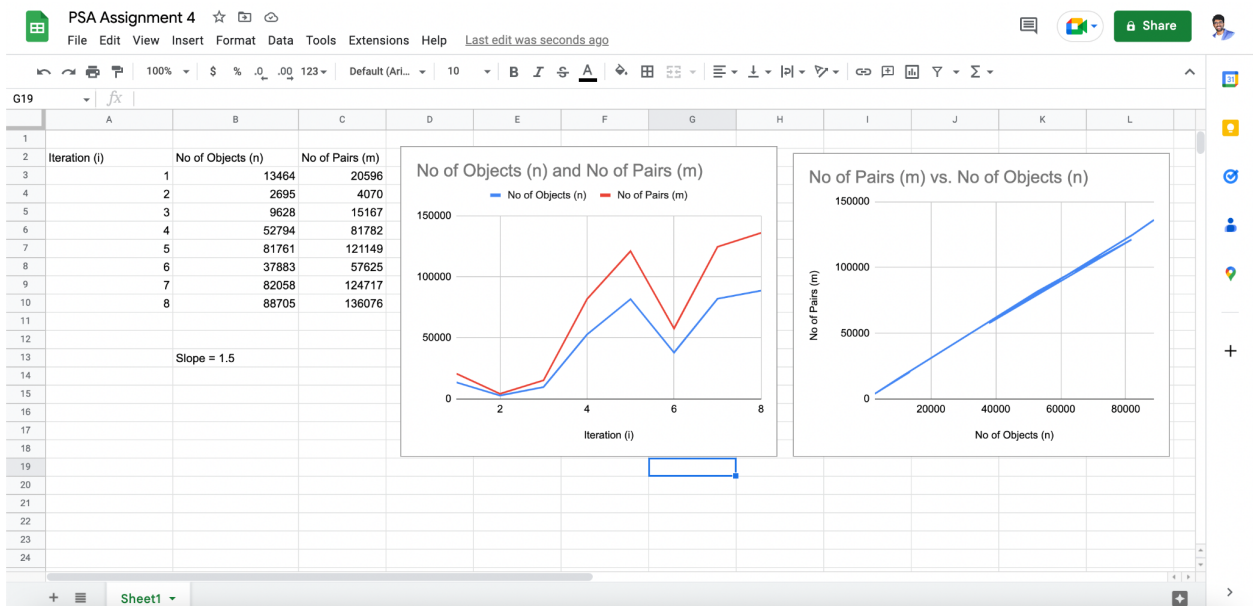 PSA Assignment 4
File Edit View Insert Format Data Tools Extensions Help Last edit was seconds ago
Share
100% $ % .0 .00 123 Default (Ari... 10 B I S A
31
G19 fx
A B C D E F G H I J K L
1
2 Iteration (i) No of Objects (n) No of Pairs (m)
3 1 13464 20596
4 2 2695 4070
5 3 9628 15167
6 4 52794 81782
7 5 81761 121149
8 6 37883 57625
9 7 82058 124717
10 8 88705 136076
11
12
13 Slope = 1.5
14
15
16
17
18
19
20
21
22
23
24
No of Objects (n) and No of Pairs (m)
No of Objects (n) No of Pairs (m)
150000
100000
50000
0
2 4 6 8
Iteration (i)
No of Pairs (m) vs. No of Objects (n)
150000
100000
50000
0
No of Pairs (m)
20000 40000 60000 80000
No of Objects (n)
Sheet1